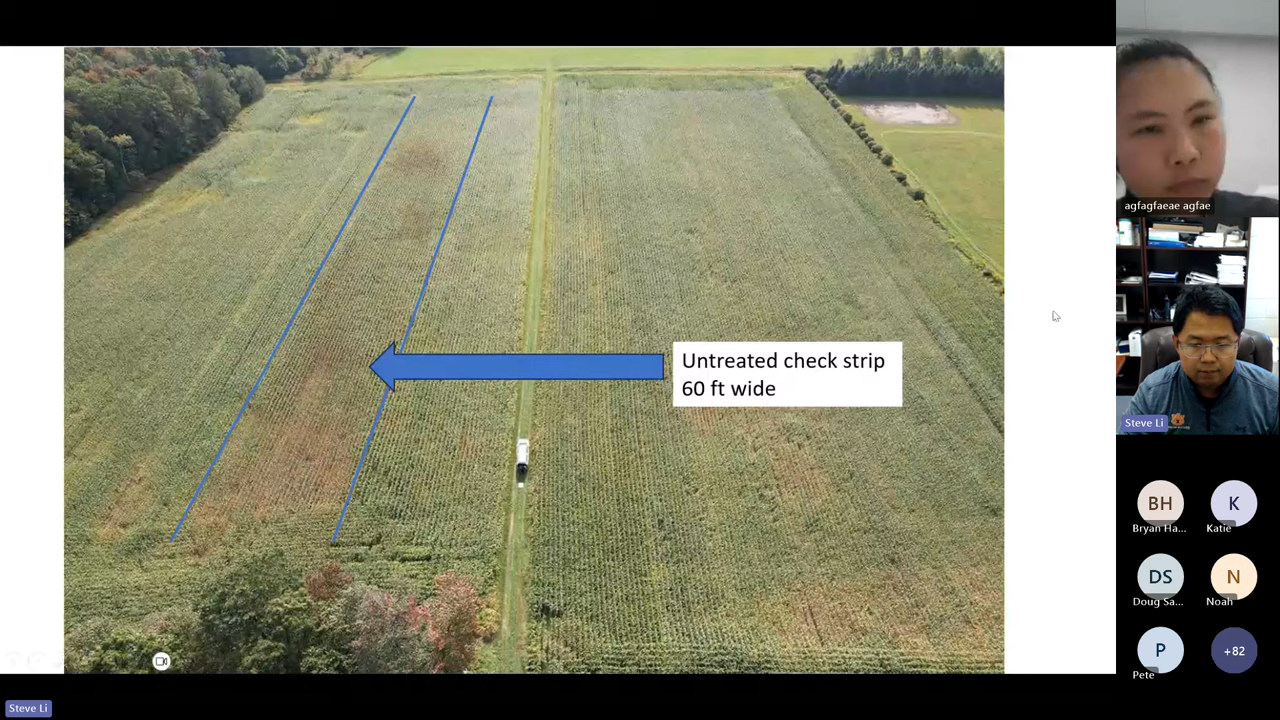 Untreated check strip
60 ft wide
agfagfaeae agfae
Steve Li
BH
Bryan Ha...
K
Katie
DS
Doug Sa...
N
Noah
P
Pete
+82
Steve Li